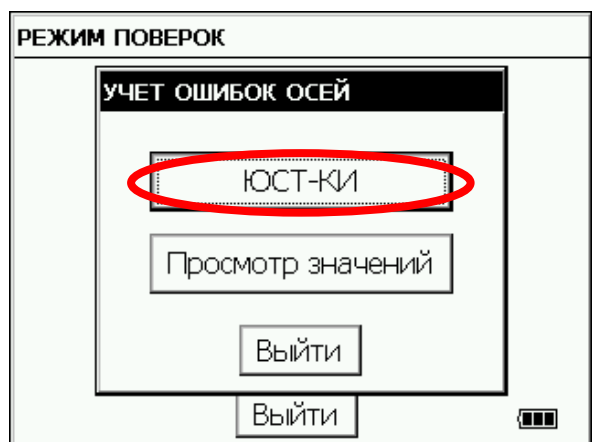 РЕЖИМ ПОВЕРОК
УЧЕТ ОШИБОК ОСЕЙ
ЮСТ-КИ
Просмотр значений
Выйти
Выйти